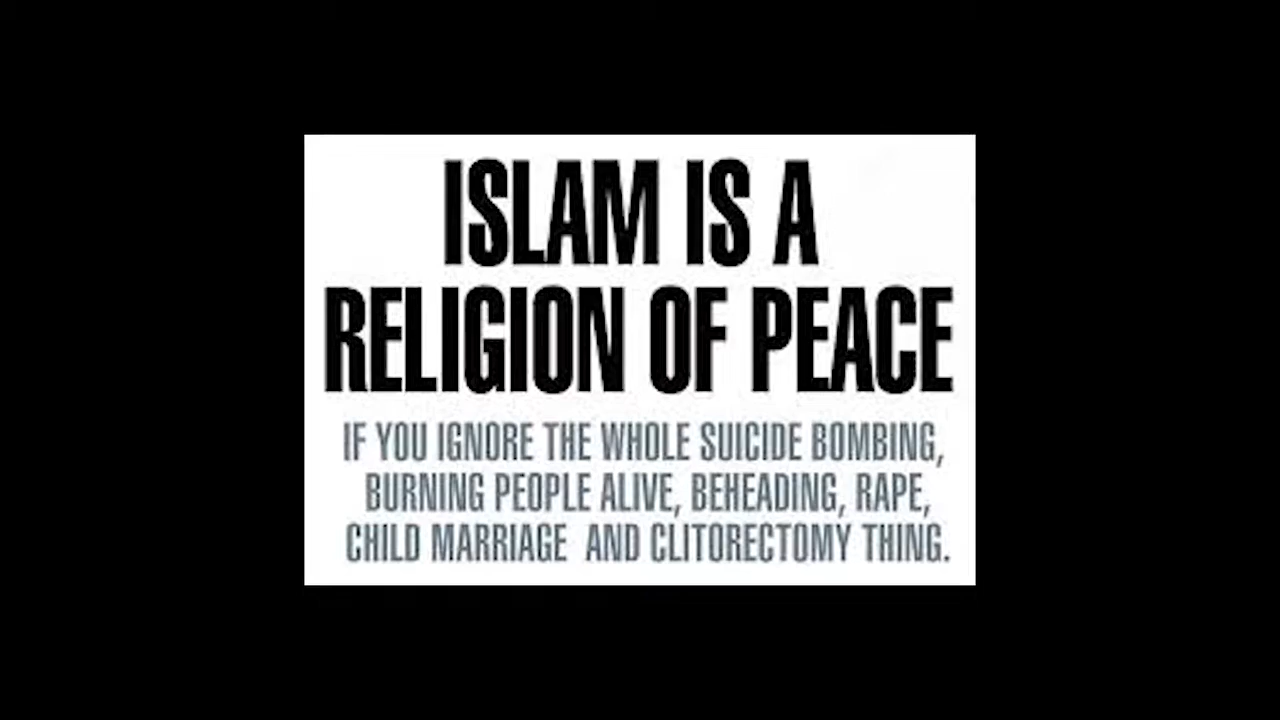 ISLAM IS A
RELIGION OF PEACE
IF YOU IGNORE THE WHOLE SUICIDE BOMBING,
BURNING PEOPLE ALIVE, BEHEADING, RAPE,
CHILD MARRIAGE AND CLITORECTOMY THING.